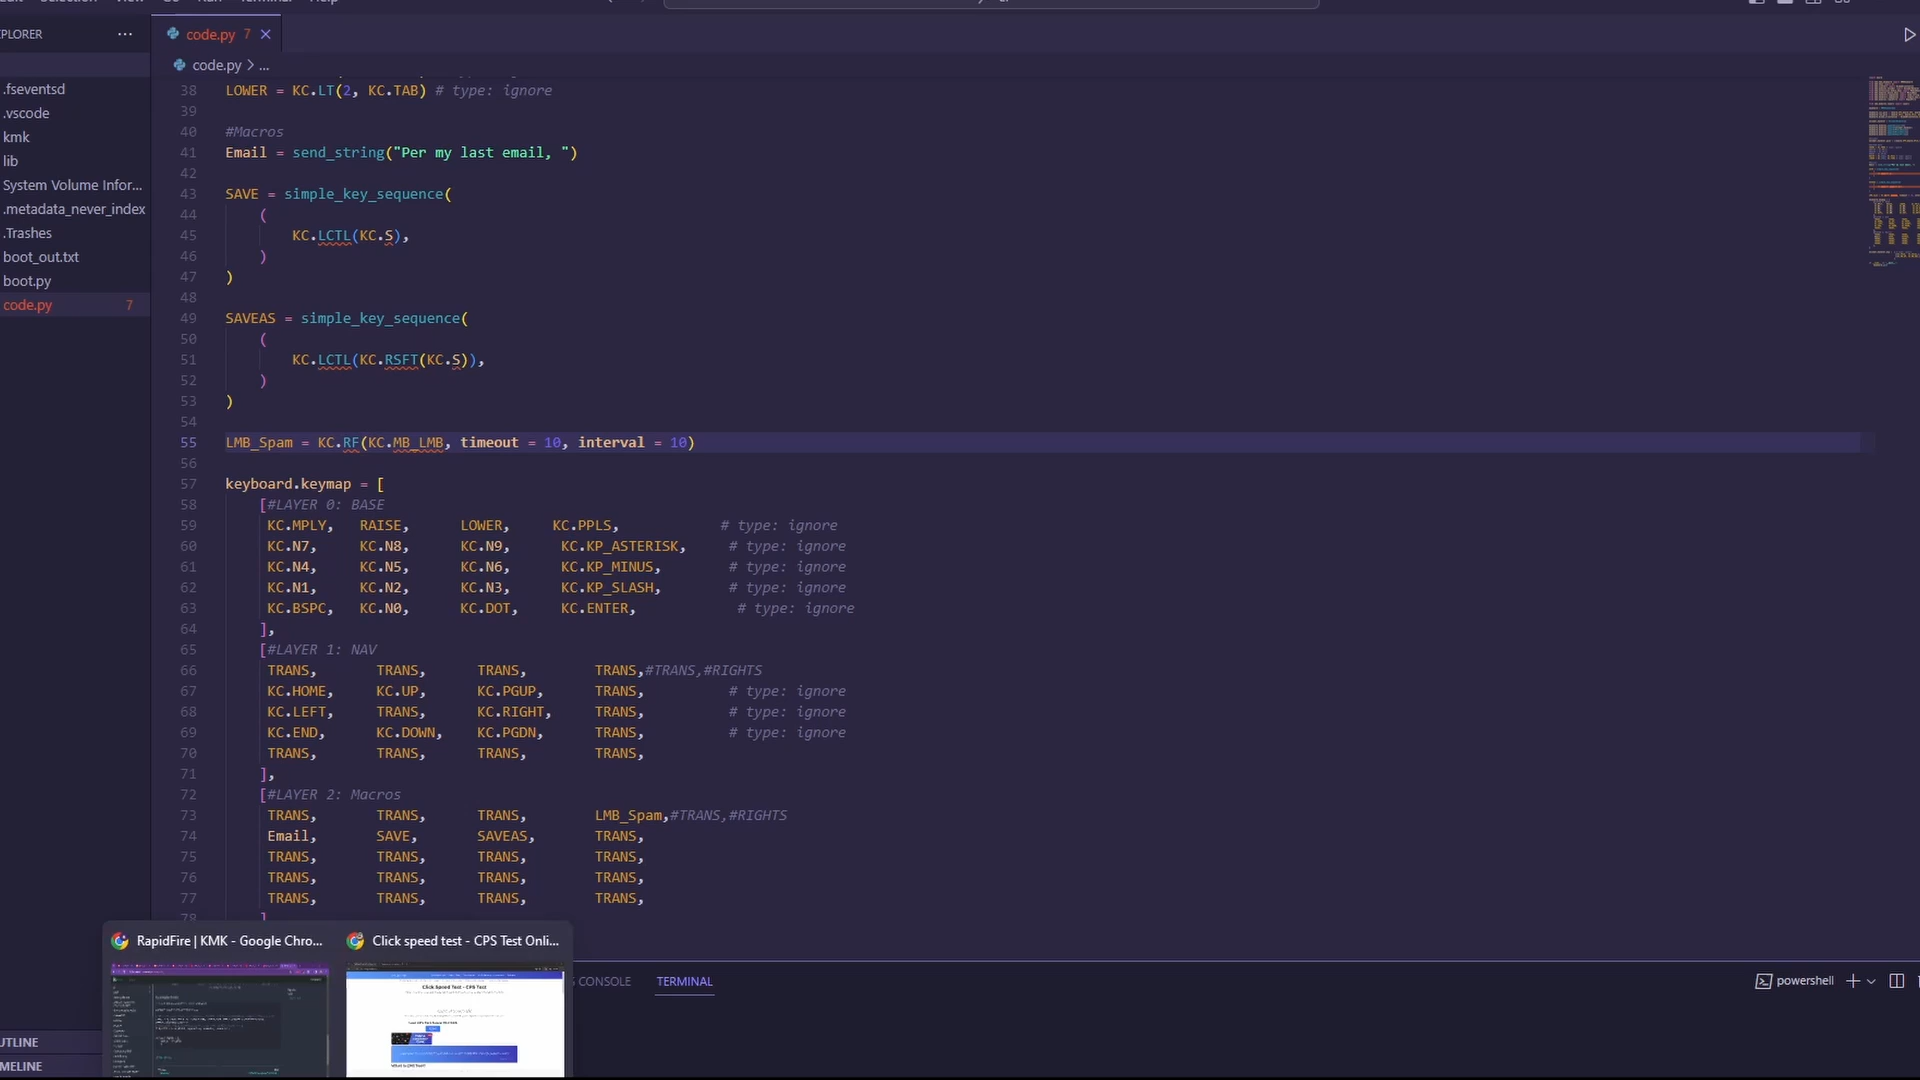 Selection
Terminal
Help
PLORER
...
code.py 7
code.py > ...
.fseventsd
.vscode
kmk
lib
System Volume Infor...
.metadata_never_index
.Trashes
boot_out.txt
boot.py
code.py 7
38 LOWER = KC.LT(2, KC.TAB) # type: ignore
39
40 #Macros
41 Email = send_string("Per my last email, ")
42
43 SAVE = simple_key_sequence(
44 (
45 KC.LCTL(KC.S),
46 )
47 )
48
49 SAVEAS = simple_key_sequence(
50 (
51 KC.LCTL(KC.RSFT(KC.S)),
52 )
53 )
54
55 LMB_Spam = KC.RF(KC.MB_LMB, timeout = 10, interval = 10)
56
57 keyboard.keymap = [
58 [#LAYER 0: BASE
59 KC.MPLY, RAISE, LOWER, KC.PPLS, # type: ignore
60 KC.N7, KC.N8, KC.N9, KC.KP_ASTERISK, # type: ignore
61 KC.N4, KC.N5, KC.N6, KC.KP_MINUS, # type: ignore
62 KC.N1, KC.N2, KC.N3, KC.KP_SLASH, # type: ignore
63 KC.BSPC, KC.N0, KC.DOT, KC.ENTER, # type: ignore
64 ],
65 [#LAYER 1: NAV
66 TRANS, TRANS, TRANS, TRANS,#TRANS,#RIGHTS
67 KC.HOME, KC.UP, KC.PGUP, TRANS, # type: ignore
68 KC.LEFT, TRANS, KC.RIGHT, TRANS, # type: ignore
69 KC.END, KC.DOWN, KC.PGDN, TRANS, # type: ignore
70 TRANS, TRANS, TRANS, TRANS,
71 ],
72 [#LAYER 2: Macros
73 TRANS, TRANS, TRANS, LMB_Spam,#TRANS,#RIGHTS
74 Email, SAVE, SAVEAS, TRANS,
75 TRANS, TRANS, TRANS, TRANS,
76 TRANS, TRANS, TRANS, TRANS,
77 TRANS, TRANS, TRANS, TRANS,
78 ]
RapidFire | KMK - Google Chro...
Click speed test - CPS Test Onli...
Click Speed Test - CPS Test
CONSOLE
TERMINAL
powershell
UTLINE
MELINE